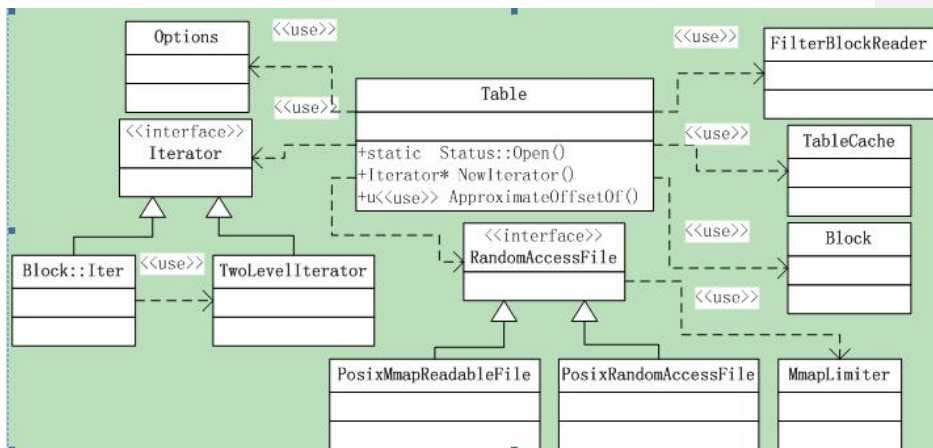 Options
<<use>>
<<use>>
FilterBlockReader
<<use>>
Table
<<interface>>
Iterator
<<use>>
TableCache
+static Status::Open()
+Iterator* NewIterator()
+u<<use>> ApproximateOffsetOf()
<<interface>>
RandomAccessFile
<<use>>
Block
Block::Iter
<<use>>
TwoLevelIterator
<<use>>
PosixMmapReadableFile
PosixRandomAccessFile
MmapLimiter